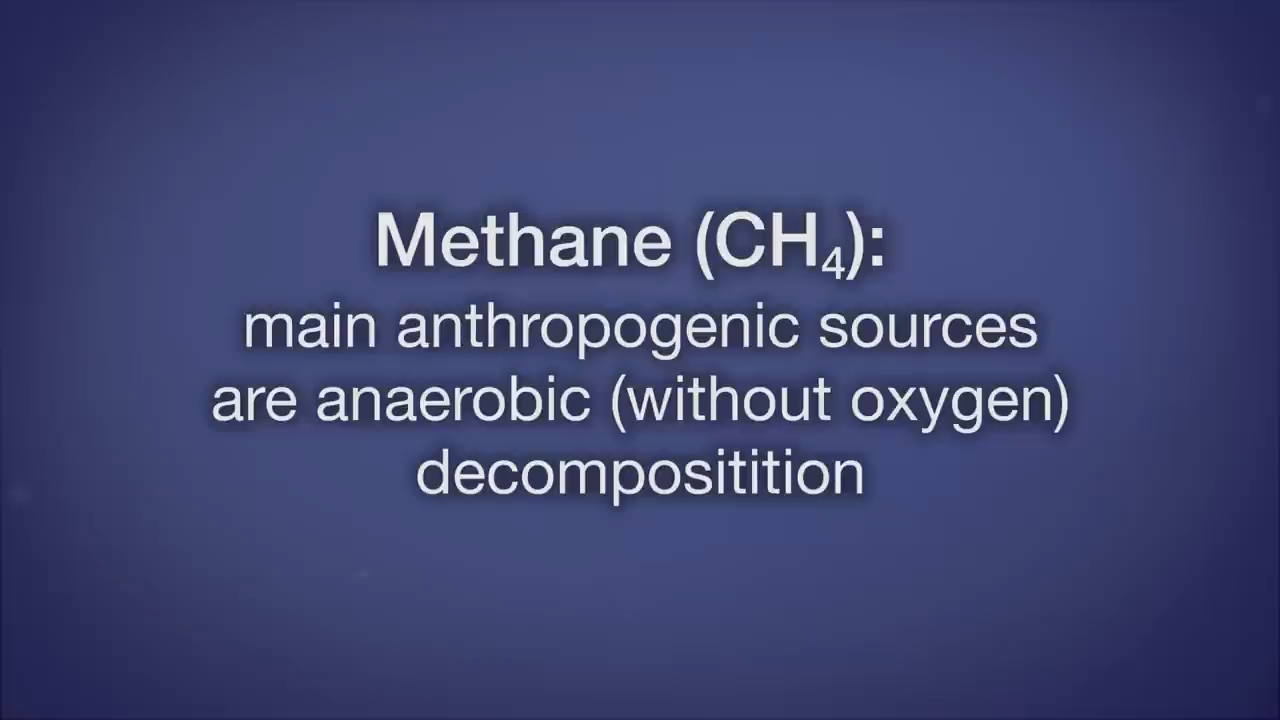 Methane (CH₄):
main anthropogenic sources
are anaerobic (without oxygen)
decompositition